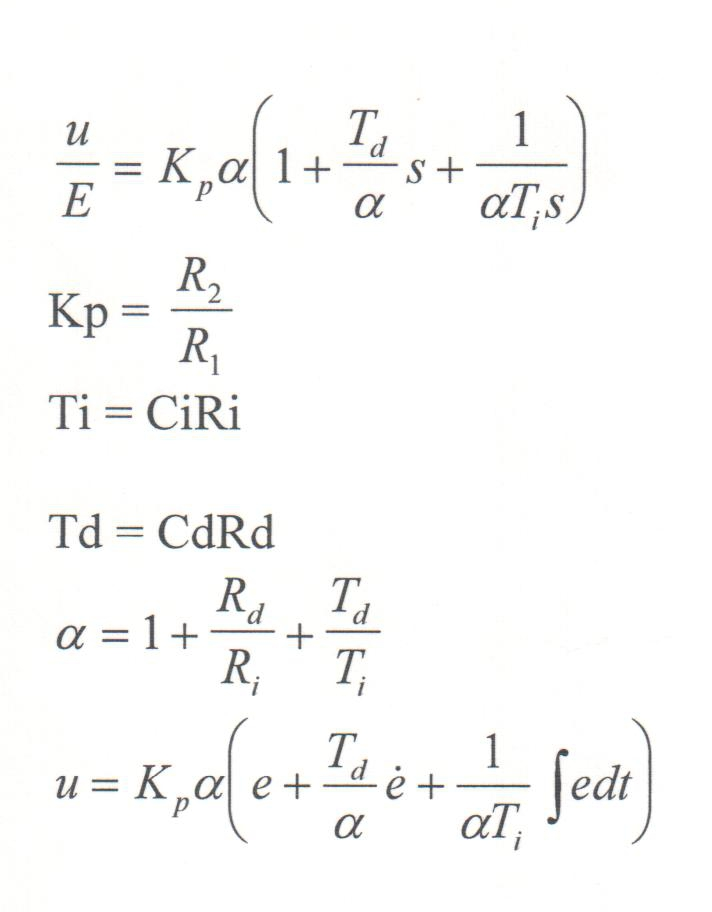 u/E = K_p α(1 + T_d/α s + 1/(αT_i s))
Kp = R_2/R_1
Ti = CiRi
Td = CdRd
α = 1 + R_d/R_i + T_d/T_i
u = K_p α(e + T_d/α ė + 1/(αT_i) ∫edt)